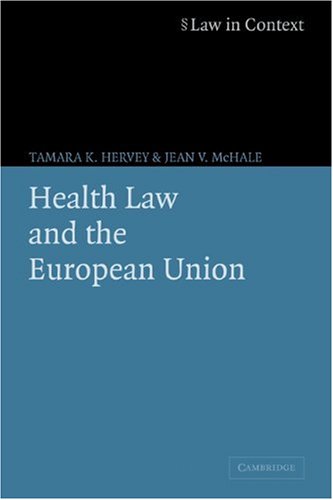 § Law in Context
TAMARA K. HERVEY & JEAN V. McHALE
Health Law
and the
European Union
CAMBRIDGE